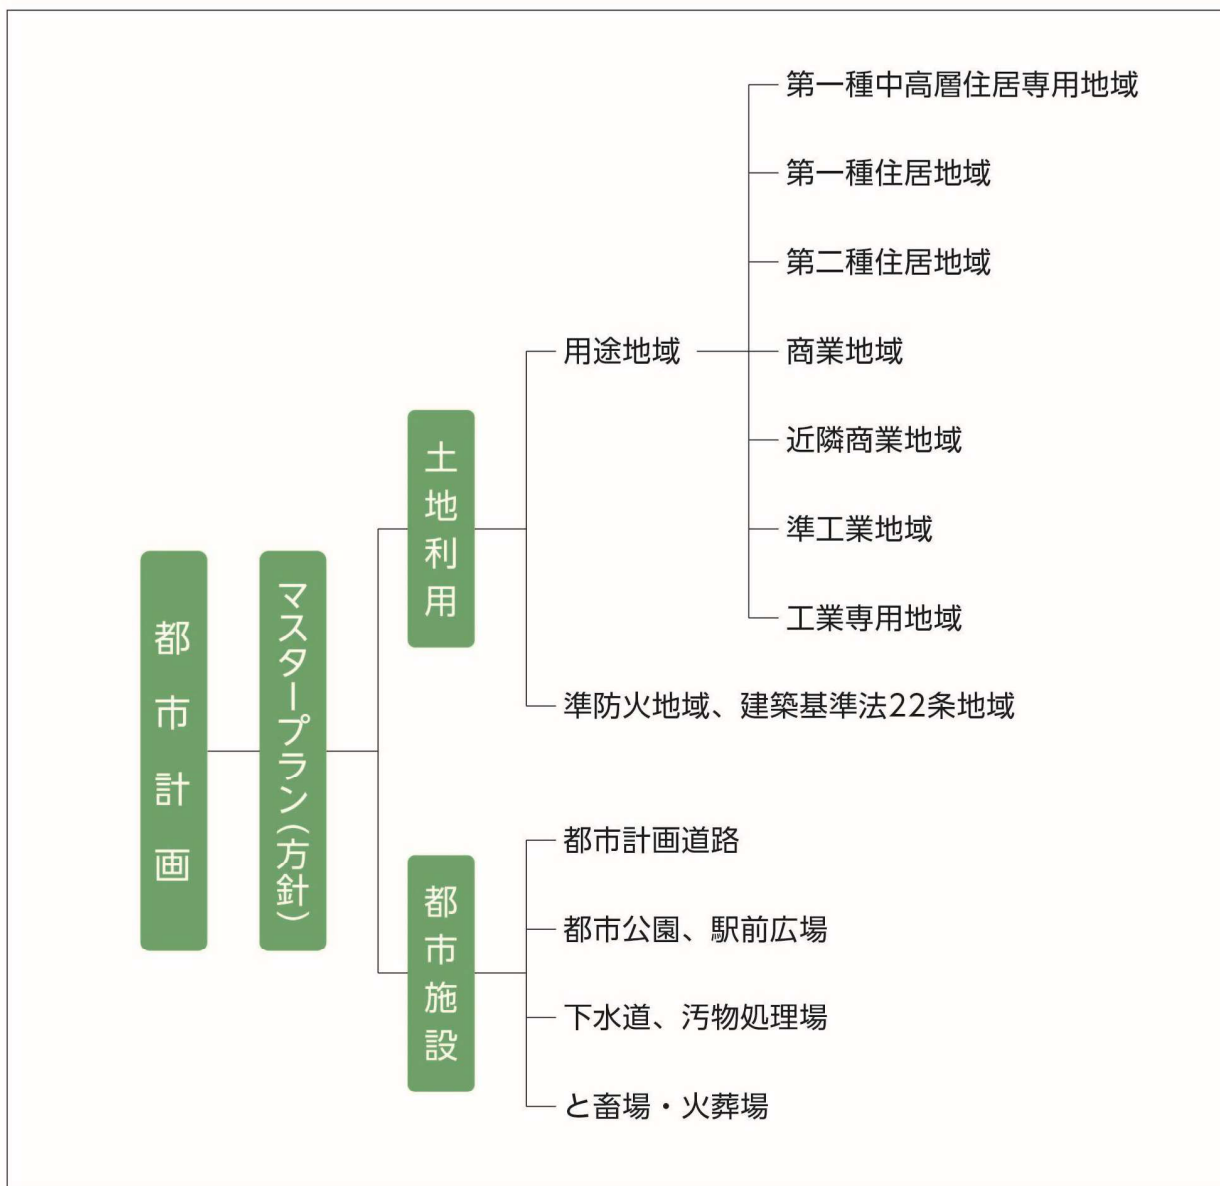 都市計画
マスタープラン(方針)
土地利用
用途地域
第一種中高層住居専用地域
第一種住居地域
第二種住居地域
商業地域
近隣商業地域
準工業地域
工業専用地域
準防火地域、建築基準法22条地域
都市施設
都市計画道路
都市公園、駅前広場
下水道、汚物処理場
と畜場・火葬場